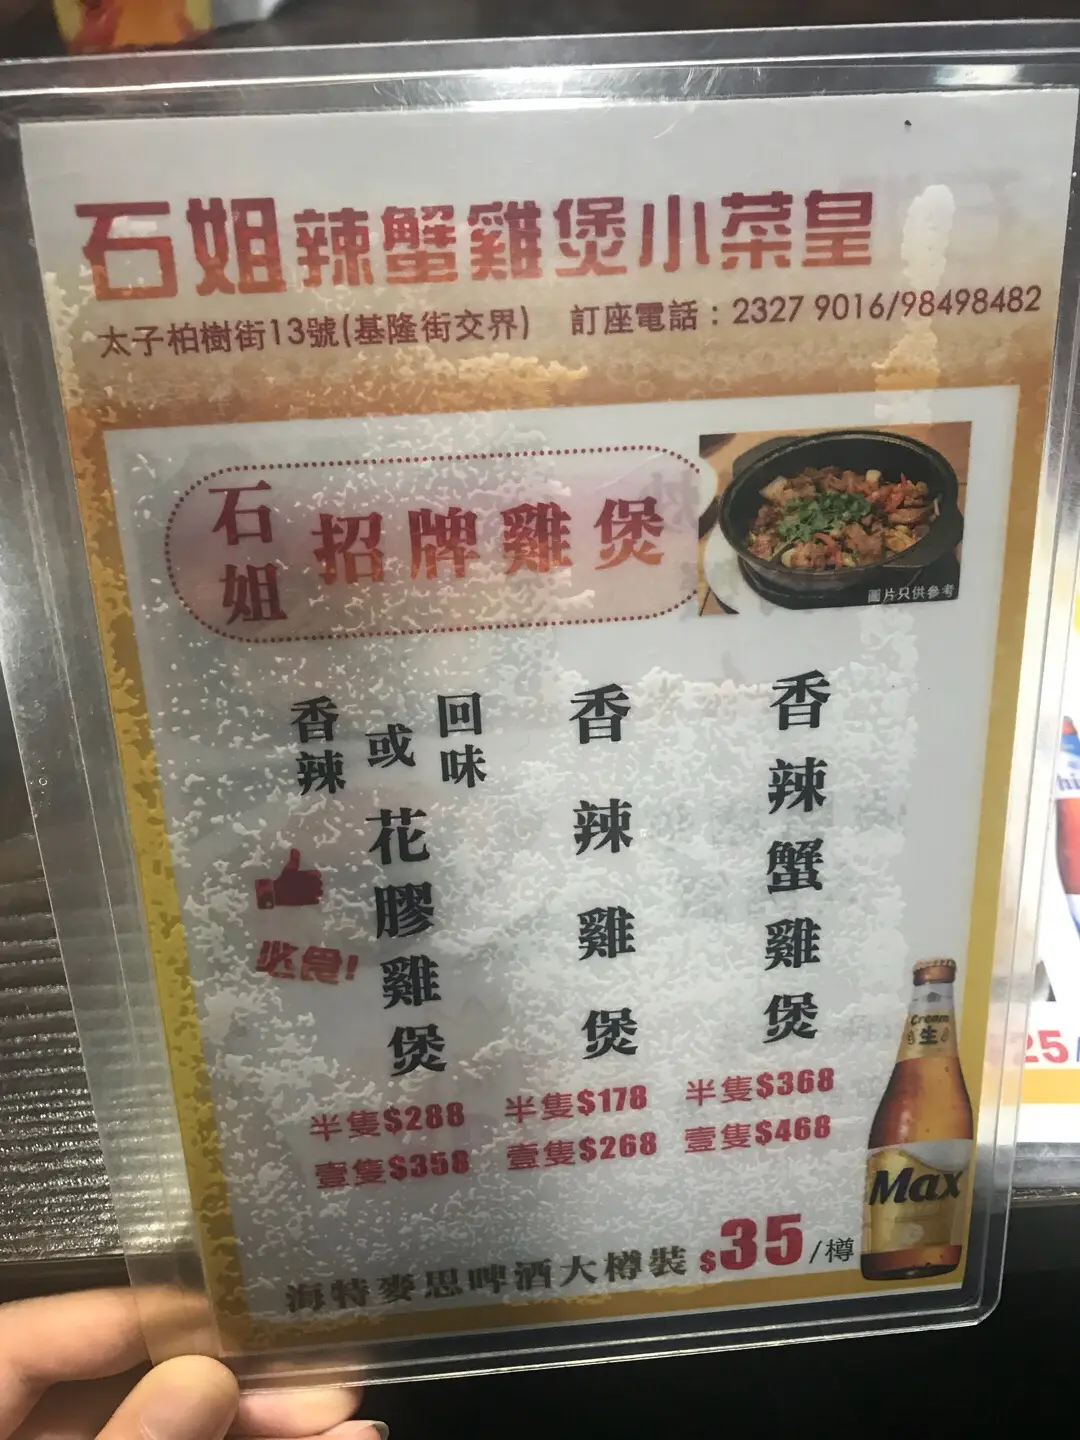 石姐辣蟹雞煲小菜皇
太子柏樹街13號(基隆街交界) 訂座電話：2327 9016/98498482
石姐 招牌雞煲
圖片只供參考
香辣蟹雞煲
半隻$368
壹隻$468
香辣雞煲
半隻$178
壹隻$268
回味
或
香辣
花膠雞煲
半隻$288
壹隻$358
必食!
Cream
生
Max
海特麥思啤酒大樽裝 $35/樽
25/